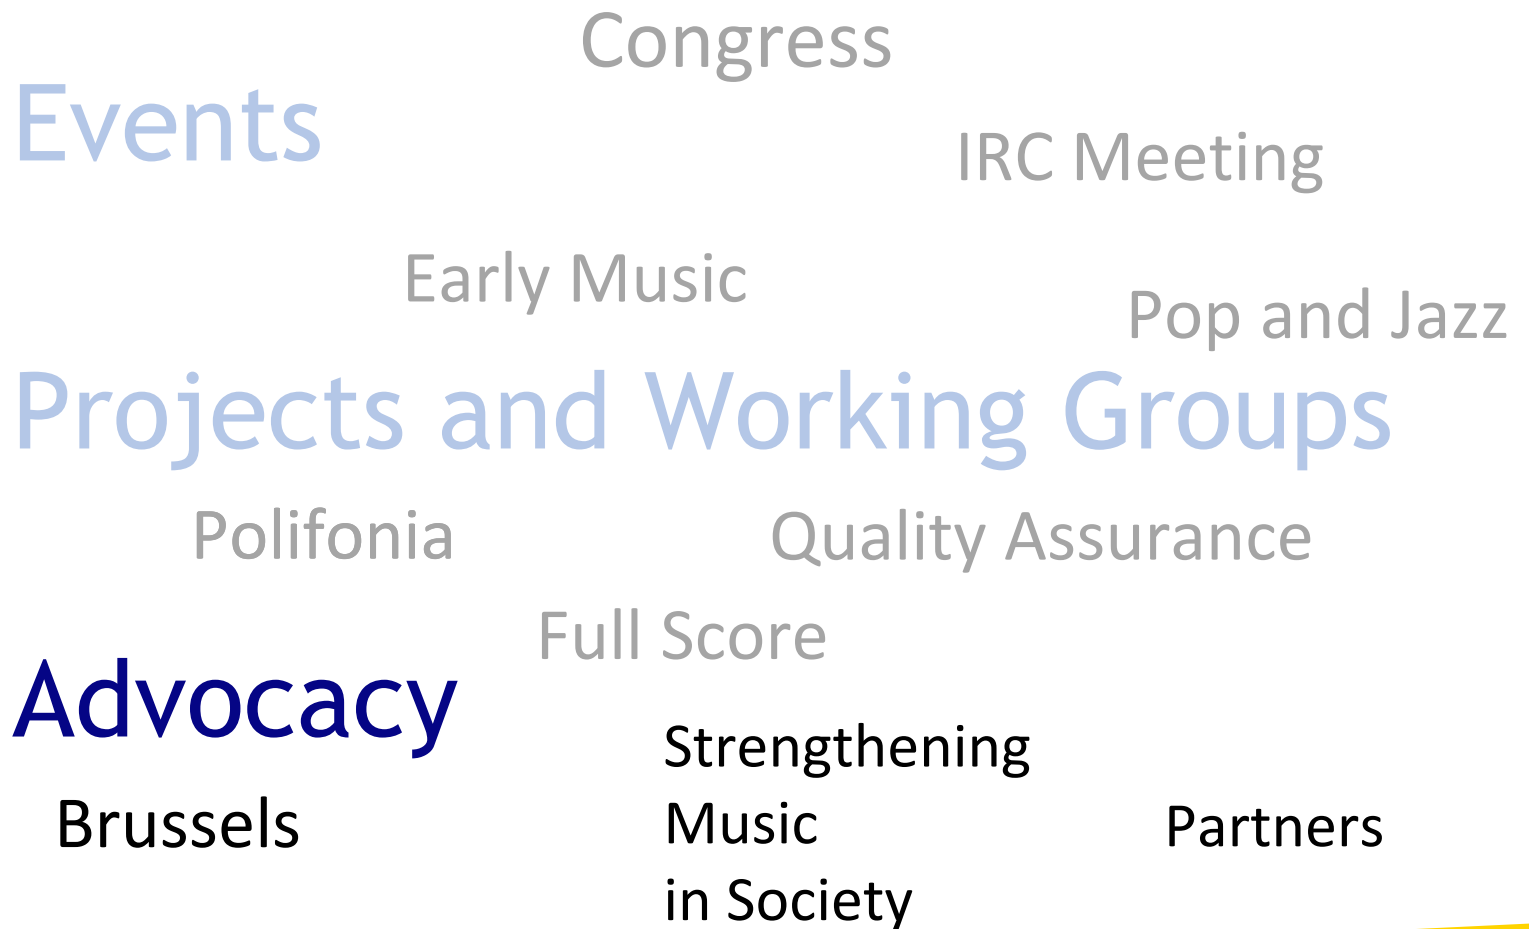 Congress
Events
IRC Meeting
Early Music
Pop and Jazz
Projects and Working Groups
Polifonia
Quality Assurance
Full Score
Advocacy
Brussels
Strengthening
Music
in Society
Partners